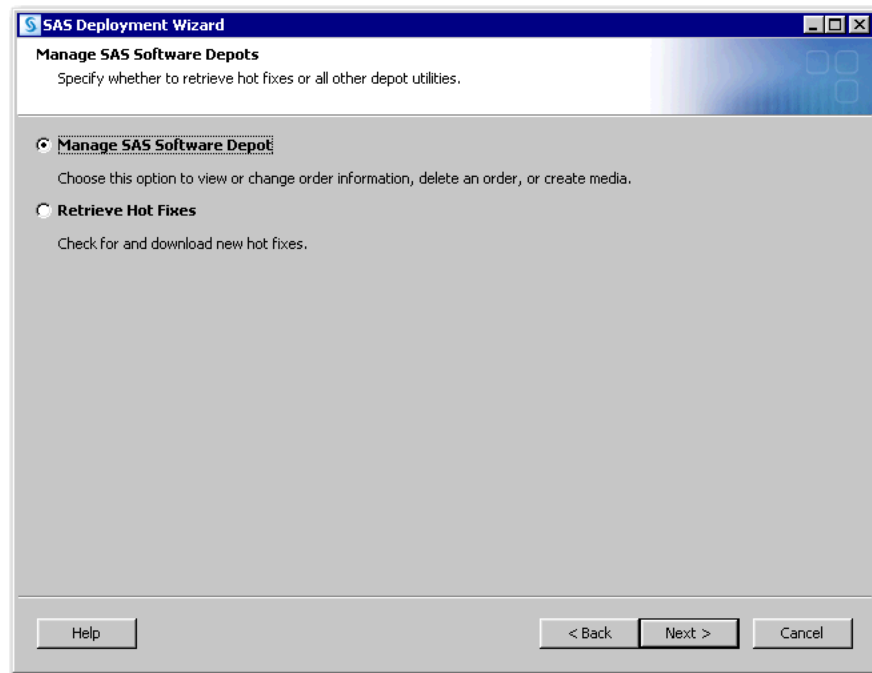 SAS Deployment Wizard
Manage SAS Software Depots
Specify whether to retrieve hot fixes or all other depot utilities.
Manage SAS Software Depot
Choose this option to view or change order information, delete an order, or create media.
Retrieve Hot Fixes
Check for and download new hot fixes.
Help
< Back
Next >
Cancel